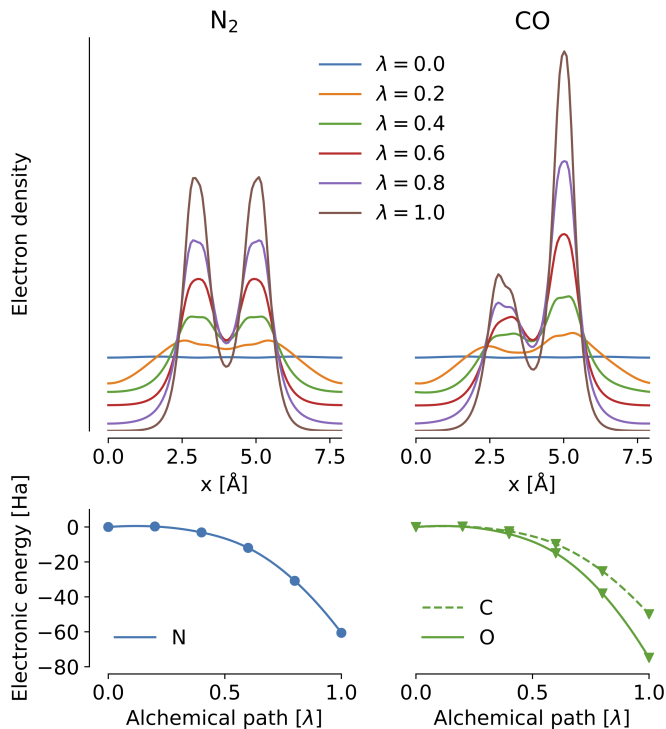 N₂
CO
Electron density
λ = 0.0
λ = 0.2
λ = 0.4
λ = 0.6
λ = 0.8
λ = 1.0
0.0 2.5 5.0 7.5
x [Å]
0.0 2.5 5.0 7.5
x [Å]
Electronic energy [Ha]
0
−20
−40
−60
−80
N
C
O
0.0 0.5 1.0
Alchemical path [λ]
0.0 0.5 1.0
Alchemical path [λ]